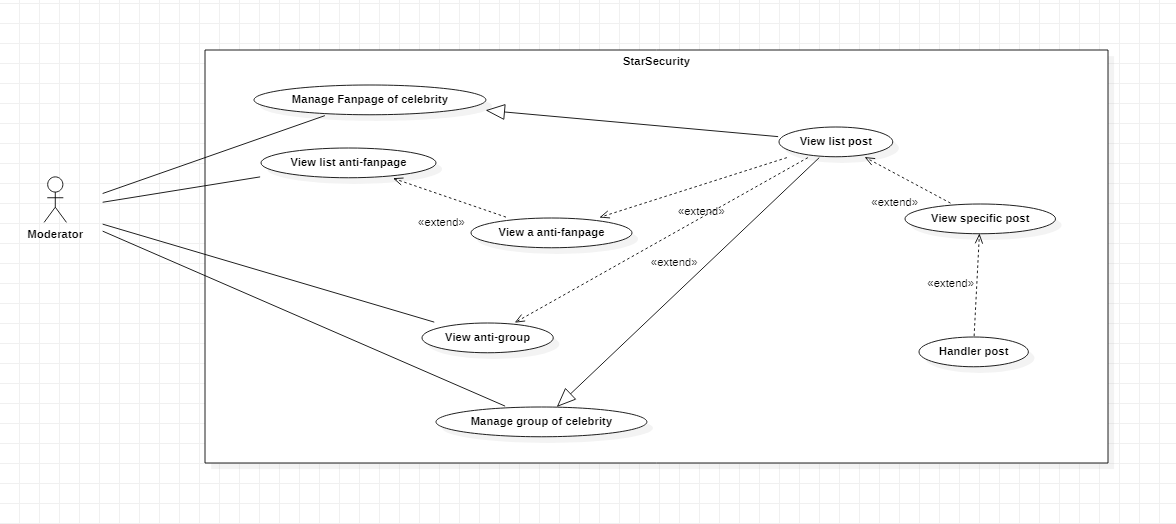 StarSecurity
Manage Fanpage of celebrity
View list post
View list anti-fanpage
Moderator
«extend»
«extend»
«extend»
View specific post
View a anti-fanpage
«extend»
«extend»
View anti-group
Handler post
Manage group of celebrity